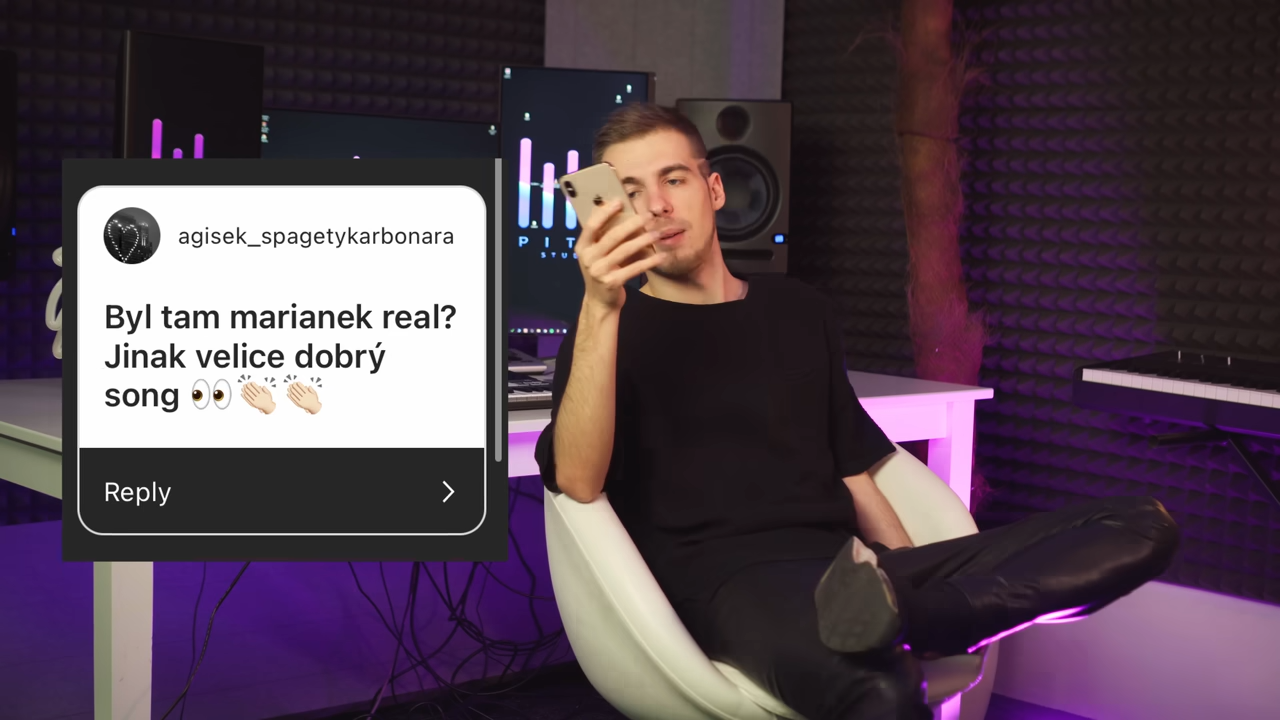 agisek_spagetykarbonara
Byl tam marianek real?
Jinak velice dobrý
song 👀👏🏻👏🏻
Reply